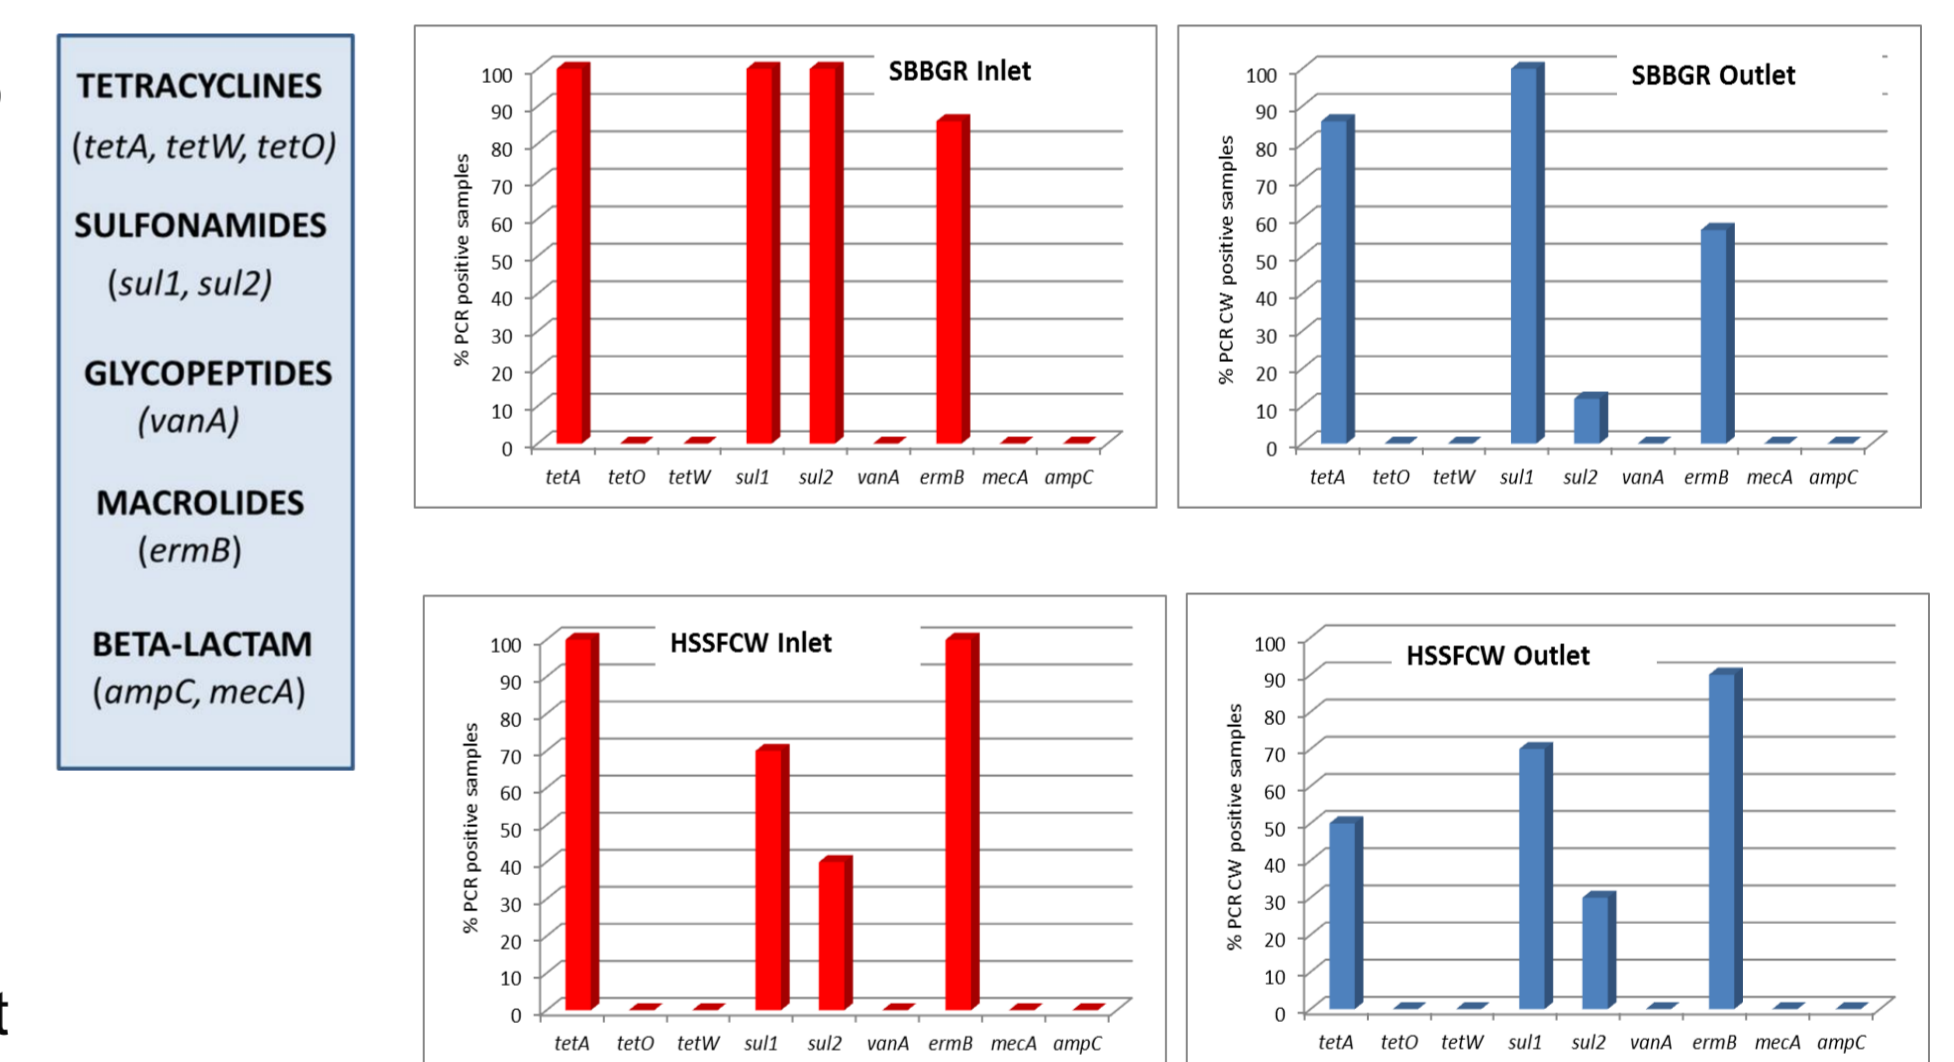 TETRACYCLINES
(tetA, tetW, tetO)
SULFONAMIDES
(sul1, sul2)
GLYCOPEPTIDES
(vanA)
MACROLIDES
(ermB)
BETA-LACTAM
(ampC, mecA)
SBBGR Inlet
% PCR positive samples
100
90
80
70
60
50
40
30
20
10
0
tetA tetO tetW sul1 sul2 vanA ermB mecA ampC
SBBGR Outlet
% PCR CW positive samples
100
90
80
70
60
50
40
30
20
10
0
tetA tetO tetW sul1 sul2 vanA ermB mecA ampC
HSSFCW Inlet
% PCR positive samples
100
90
80
70
60
50
40
30
20
10
0
tetA tetO tetW sul1 sul2 vanA ermB mecA ampC
HSSFCW Outlet
% PCR CW positive samples
100
90
80
70
60
50
40
30
20
10
0
tetA tetO tetW sul1 sul2 vanA ermB mecA ampC
t